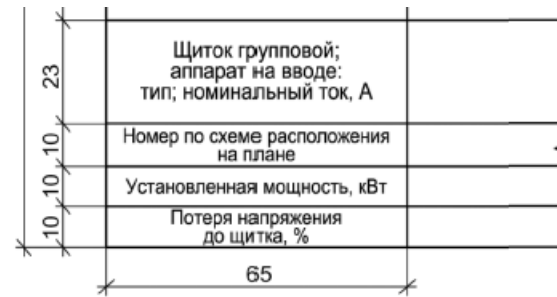 23
Щиток групповой;
аппарат на вводе:
тип; номинальный ток, А
10
Номер по схеме расположения
на плане
10
Установленная мощность, кВт
10
Потеря напряжения
до щитка, %
65